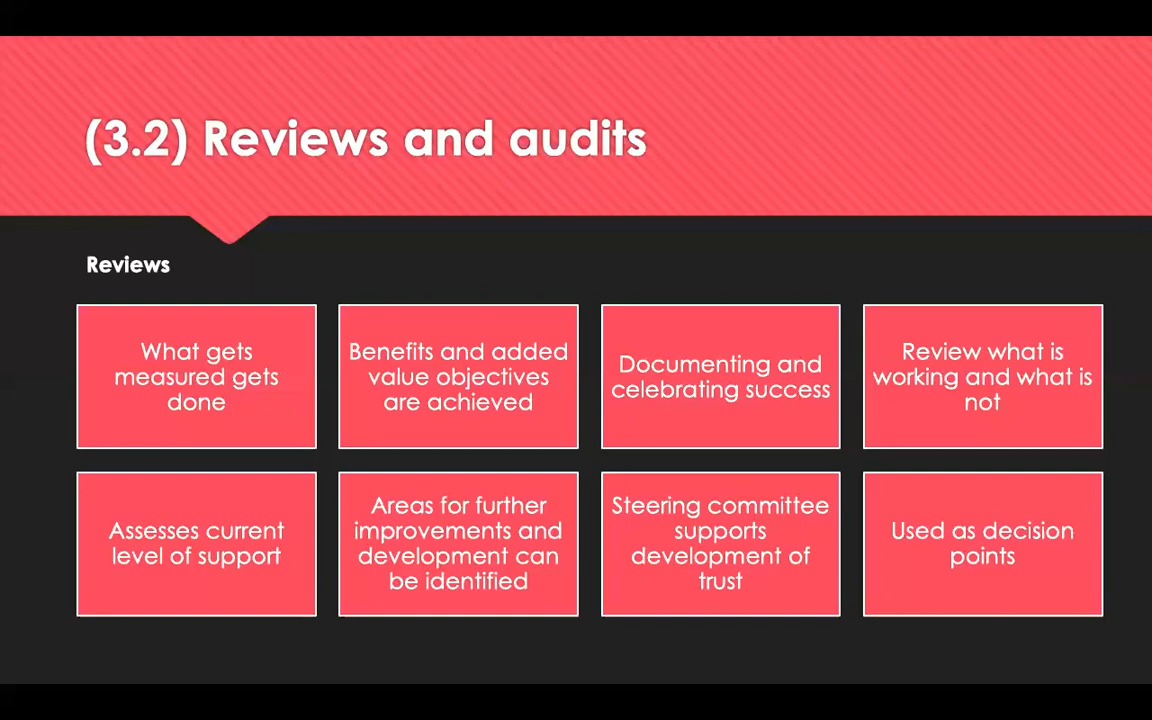 (3.2) Reviews and audits
Reviews
What gets
measured gets
done
Benefits and added
value objectives
are achieved
Documenting and
celebrating success
Review what is
working and what is
not
Assesses current
level of support
Areas for further
improvements and
development can
be identified
Steering committee
supports
development of
trust
Used as decision
points